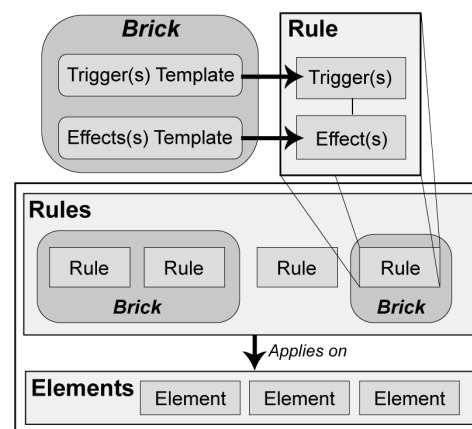 Brick
Rule
Trigger(s) Template
Trigger(s)
Effects(s) Template
Effect(s)
Rules
Rule
Rule
Rule
Rule
Brick
Brick
Applies on
Elements
Element
Element
Element